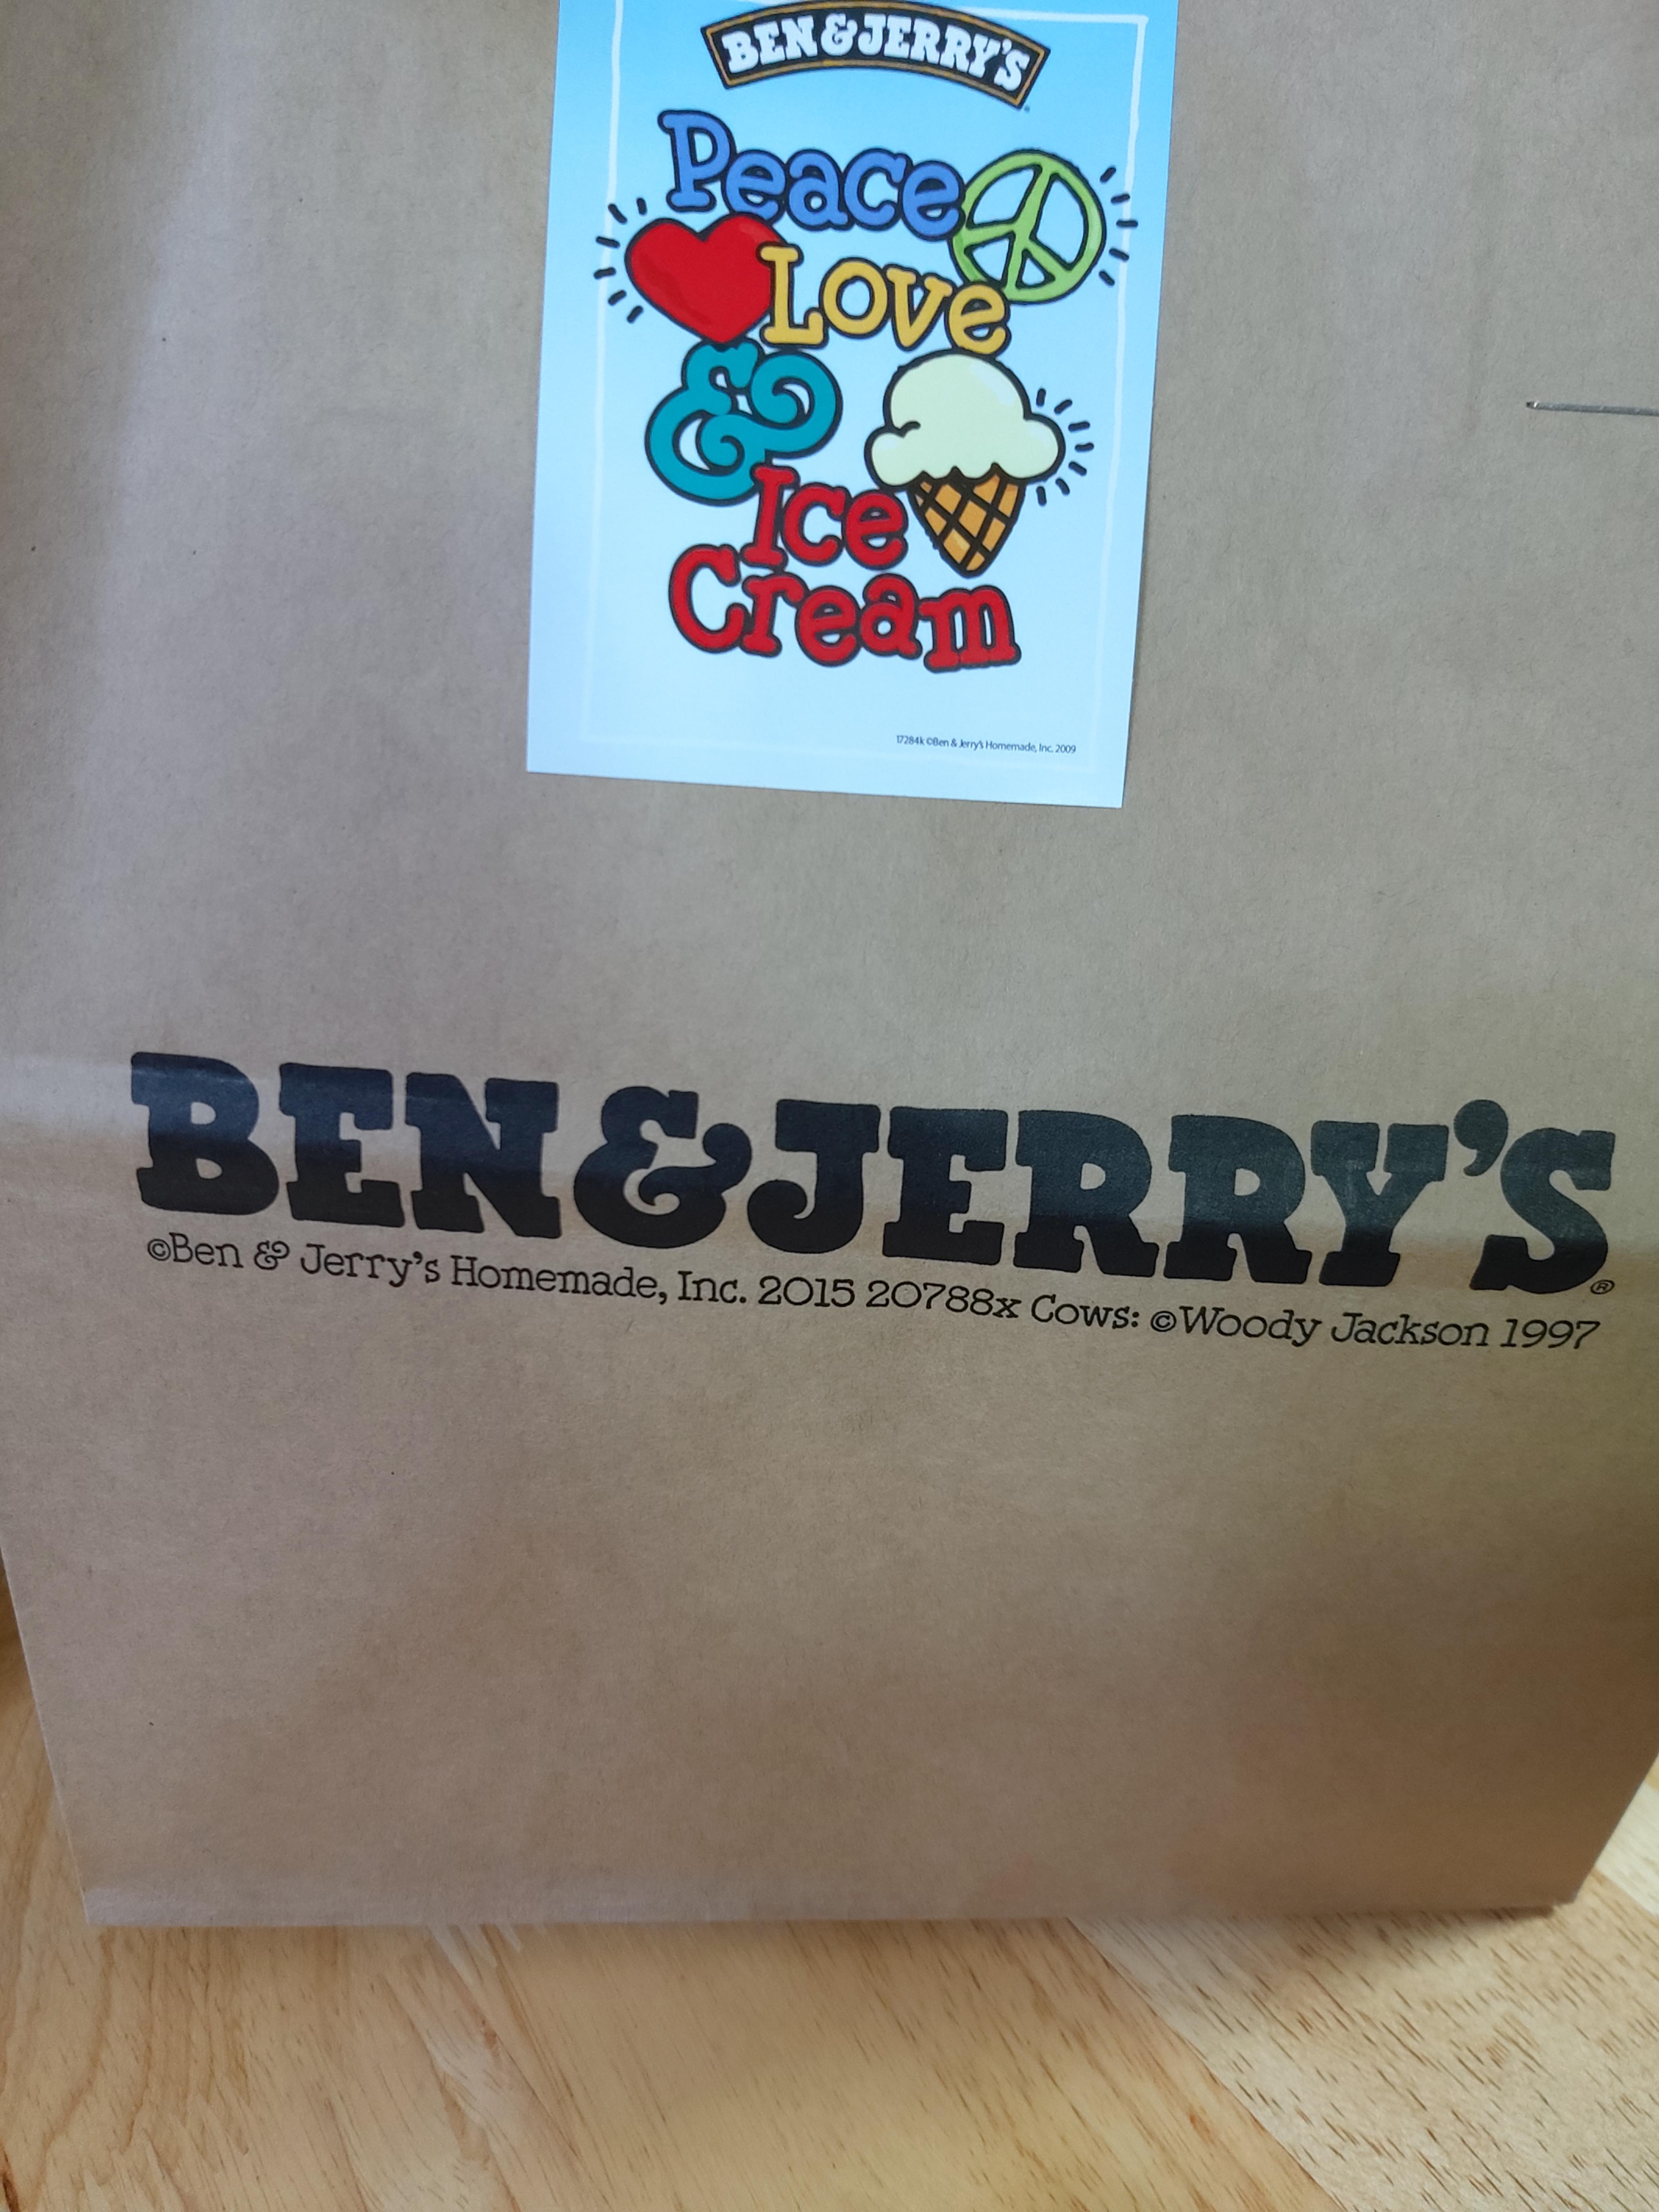 BEN&JERRY'S
Peace
Love
&
Ice
Cream
17284k ©Ben & Jerry's Homemade, Inc. 2009
BEN&JERRY'S®
©Ben & Jerry's Homemade, Inc. 2015 20788x Cows: ©Woody Jackson 1997